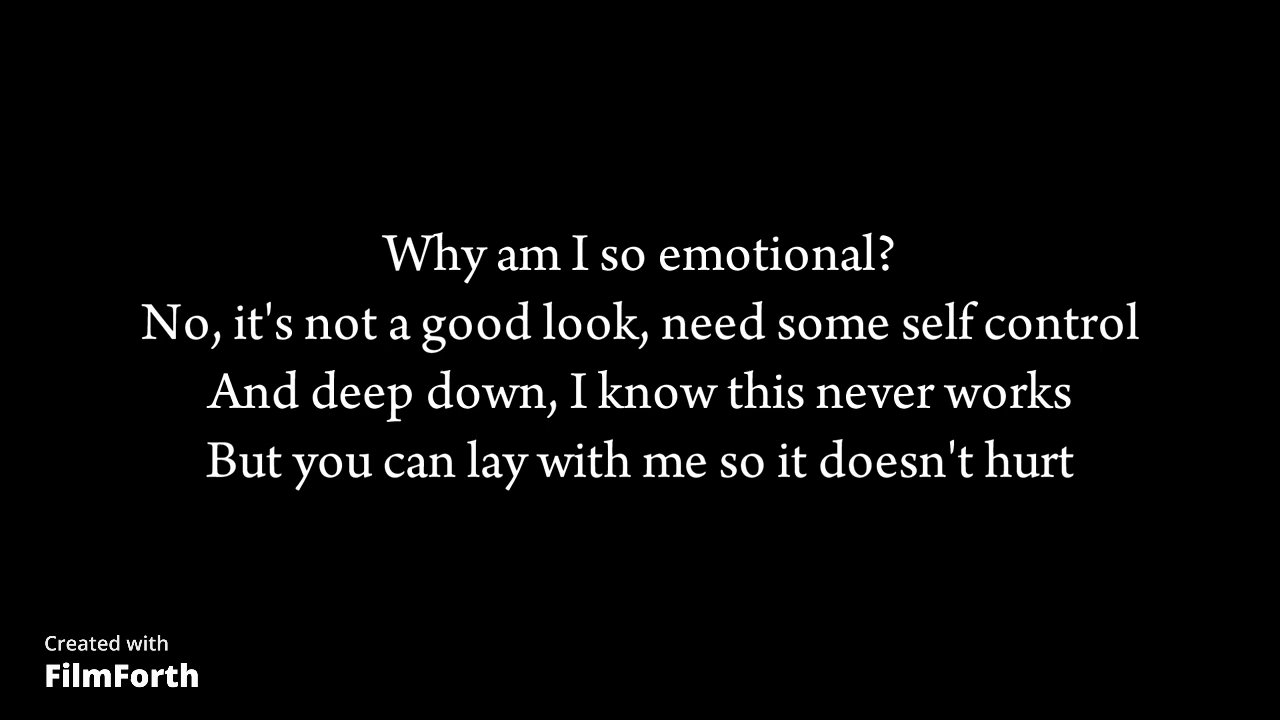 Why am I so emotional?
No, it's not a good look, need some self control
And deep down, I know this never works
But you can lay with me so it doesn't hurt
Created with
FilmForth